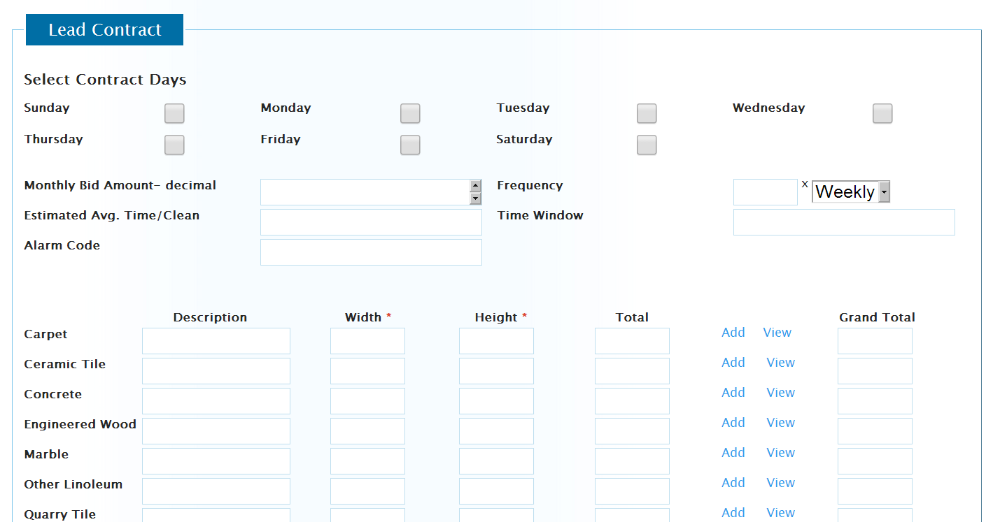 Lead Contract
Select Contract Days
Sunday Monday Tuesday Wednesday
Thursday Friday Saturday
Monthly Bid Amount- decimal Frequency x Weekly
Estimated Avg. Time/Clean Time Window
Alarm Code
Description Width * Height * Total Grand Total
Carpet Add View
Ceramic Tile Add View
Concrete Add View
Engineered Wood Add View
Marble Add View
Other Linoleum Add View
Quarry Tile Add View